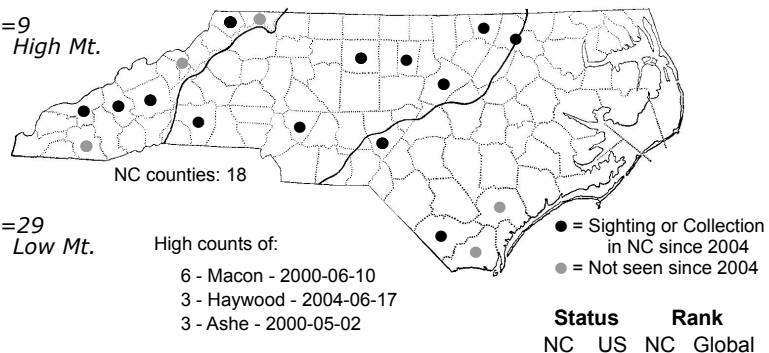 =9
High Mt.
NC counties: 18
=29
Low Mt.
High counts of:
6 - Macon - 2000-06-10
3 - Haywood - 2004-06-17
3 - Ashe - 2000-05-02
= Sighting or Collection
in NC since 2004
= Not seen since 2004
Status Rank
NC US NC Global